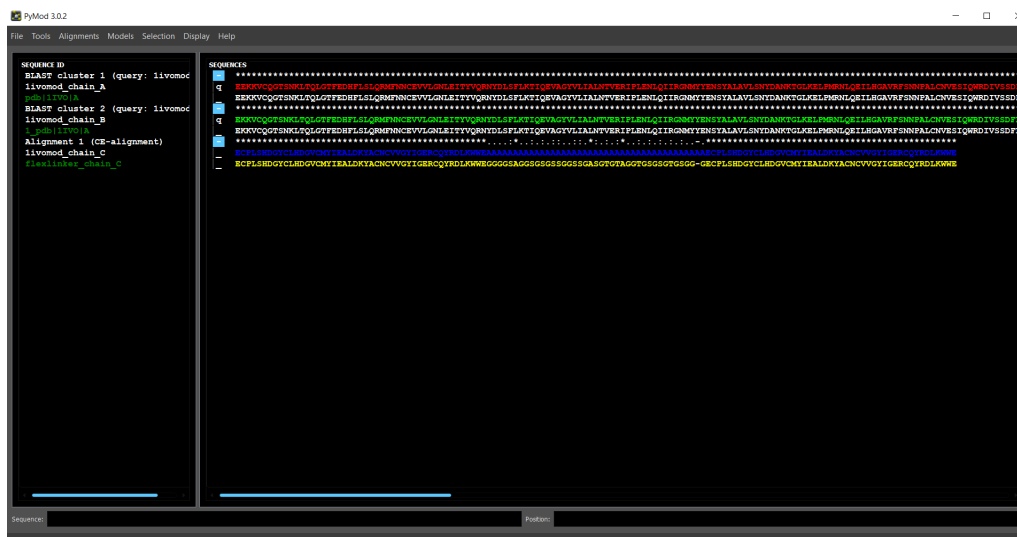 PyMod 3.0.2
File Tools Alignments Models Selection Display Help
SEQUENCE ID
SEQUENCES
BLAST cluster 1 (query: 1ivomod
1ivomod_chain_A
q EEKKVCQGTSNKLTQLGTFEDHFLSLQRMFNNCEVVLGNLEITYVQRNYDLSFLKTIQEVAGYVLIALNTVERIPLENLQIIRGNMYYENSYALAVLSNYDANKTGLKELPMRNLQEILHGAVRFSNNPALCNVESIQWRDIVSSD
pdb|1IVO|A
EEKKVCQGTSNKLTQLGTFEDHFLSLQRMFNNCEVVLGNLEITYVQRNYDLSFLKTIQEVAGYVLIALNTVERIPLENLQIIRGNMYYENSYALAVLSNYDANKTGLKELPMRNLQEILHGAVRFSNNPALCNVESIQWRDIVSSD
BLAST cluster 2 (query: 1ivomod
1ivomod_chain_B
q EKKVCQGTSNKLTQLGTFEDHFLSLQRMFNNCEVVLGNLEITYVQRNYDLSFLKTIQEVAGYVLIALNTVERIPLENLQIIRGNMYYENSYALAVLSNYDANKTGLKELPMRNLQEILHGAVRFSNNPALCNVESIQWRDIVSSDF
1_pdb|1IVO|A
EKKVCQGTSNKLTQLGTFEDHFLSLQRMFNNCEVVLGNLEITYVQRNYDLSFLKTIQEVAGYVLIALNTVERIPLENLQIIRGNMYYENSYALAVLSNYDANKTGLKELPMRNLQEILHGAVRFSNNPALCNVESIQWRDIVSSDF
Alignment 1 (CE-alignment)
1ivomod_chain_C
flexlinker_chain_C
ECPLSHDGYCLHDGVCMYIEALDKYACNCVVGYIGERCQYRDLKWWEGGGGSAGGSGSGSSGGSSGASGTGTAGGTGSGSGTGSGG-GECPLSHDGYCLHDGVCMYIEALDKYACNCVVGYIGERCQYRDLKWWE
Sequence:
Position: